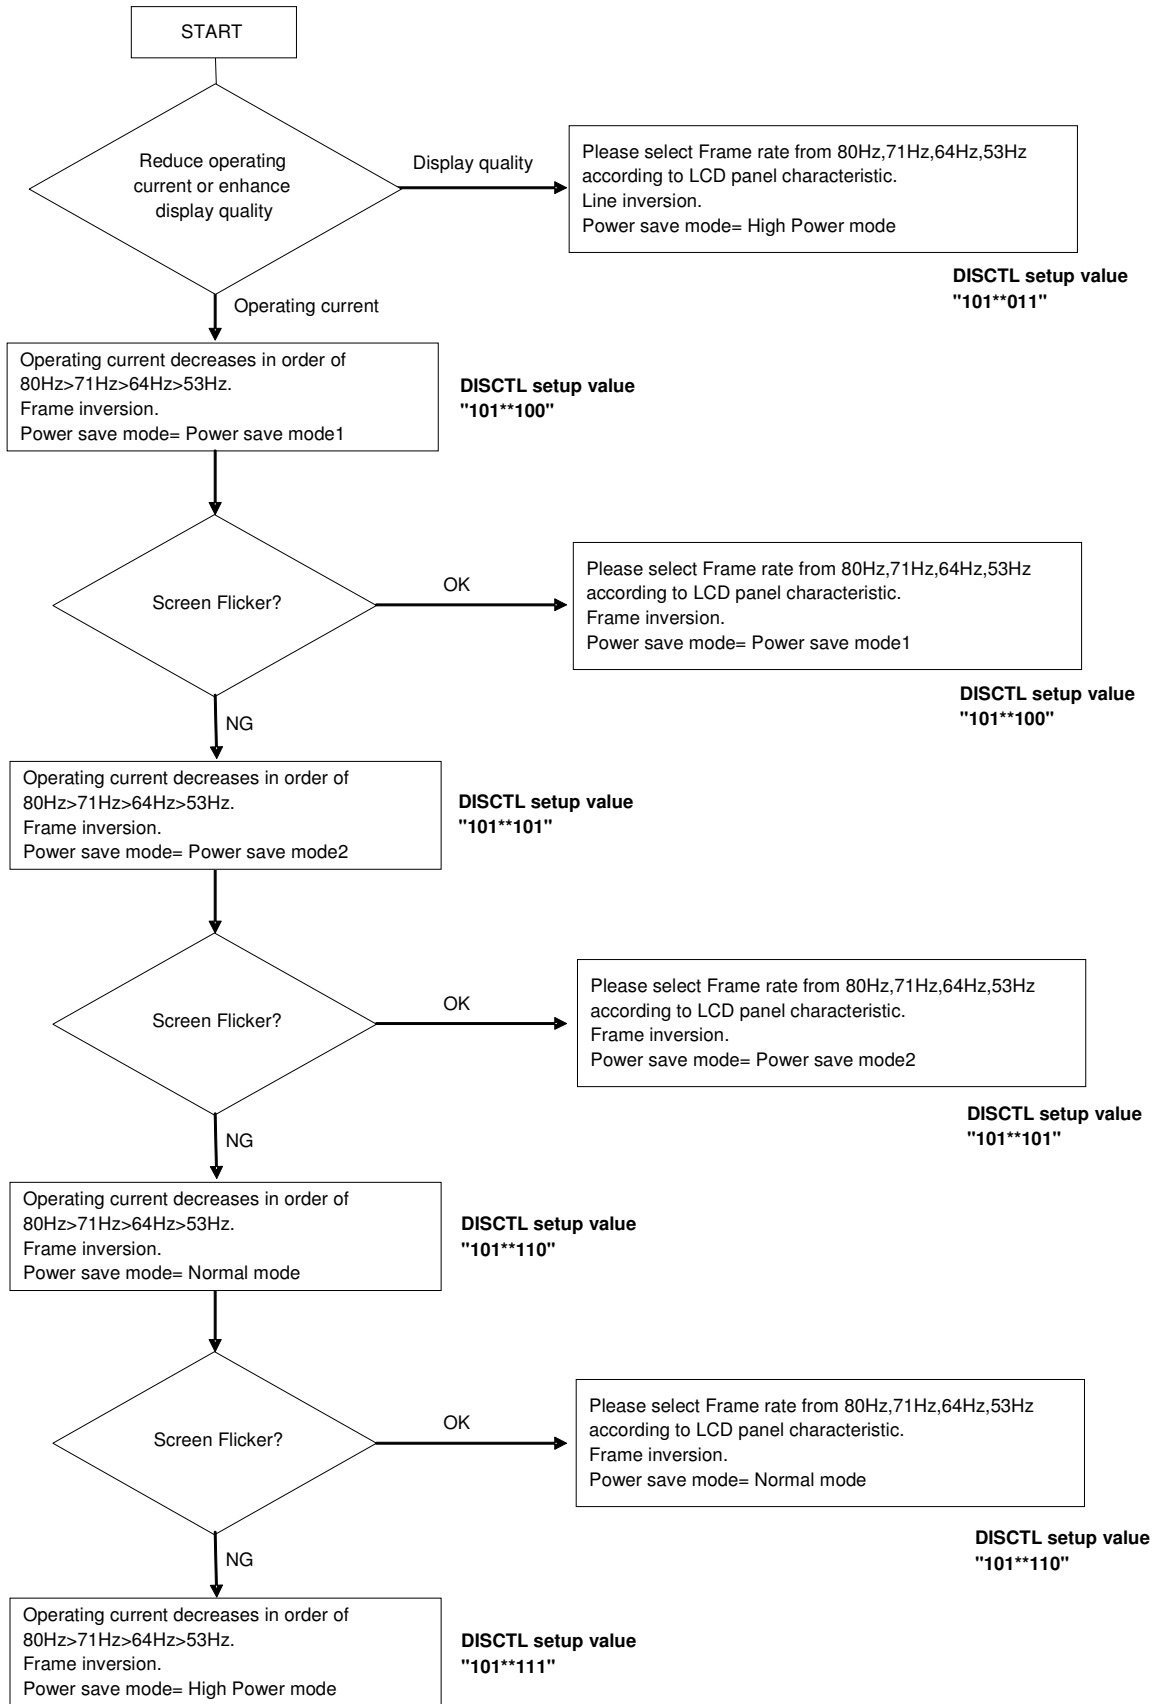 START
Reduce operating
current or enhance
display quality
Display quality
Please select Frame rate from 80Hz,71Hz,64Hz,53Hz
according to LCD panel characteristic.
Line inversion.
Power save mode= High Power mode
DISCTL setup value
"101**011"
Operating current
Operating current decreases in order of
80Hz>71Hz>64Hz>53Hz.
Frame inversion.
Power save mode= Power save mode1
DISCTL setup value
"101**100"
Screen Flicker?
OK
Please select Frame rate from 80Hz,71Hz,64Hz,53Hz
according to LCD panel characteristic.
Frame inversion.
Power save mode= Power save mode1
DISCTL setup value
"101**100"
NG
Operating current decreases in order of
80Hz>71Hz>64Hz>53Hz.
Frame inversion.
Power save mode= Power save mode2
DISCTL setup value
"101**101"
Screen Flicker?
OK
Please select Frame rate from 80Hz,71Hz,64Hz,53Hz
according to LCD panel characteristic.
Frame inversion.
Power save mode= Power save mode2
DISCTL setup value
"101**101"
NG
Operating current decreases in order of
80Hz>71Hz>64Hz>53Hz.
Frame inversion.
Power save mode= Normal mode
DISCTL setup value
"101**110"
Screen Flicker?
OK
Please select Frame rate from 80Hz,71Hz,64Hz,53Hz
according to LCD panel characteristic.
Frame inversion.
Power save mode= Normal mode
DISCTL setup value
"101**110"
NG
Operating current decreases in order of
80Hz>71Hz>64Hz>53Hz.
Frame inversion.
Power save mode= High Power mode
DISCTL setup value
"101**111"